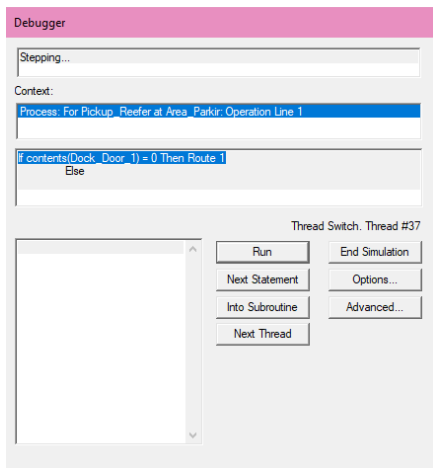 Debugger
Stepping...
Context:
Process: For Pickup_Reefer at Area_Parkir: Operation Line 1
If contents(Dock_Door_1) = 0 Then Route 1
Else
Thread Switch. Thread #37
Run
End Simulation
Next Statement
Options...
Into Subroutine
Advanced...
Next Thread